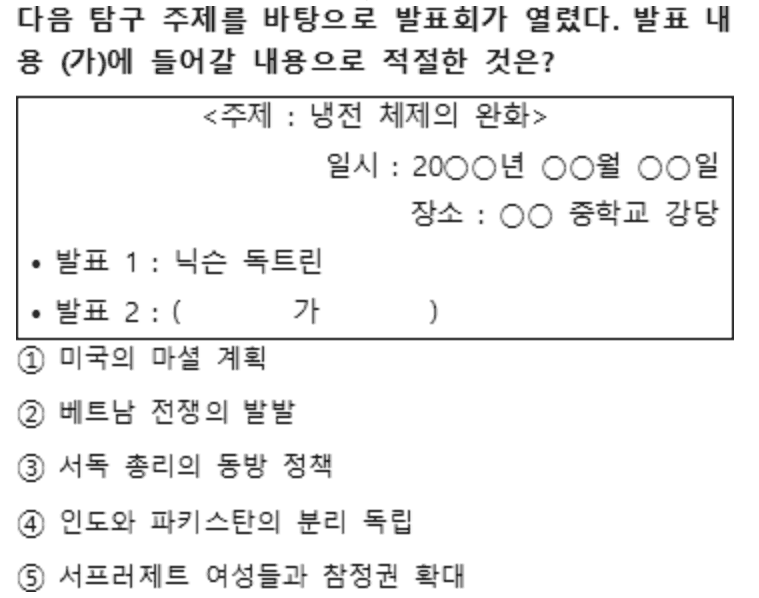 다음 탐구 주제를 바탕으로 발표회가 열렸다. 발표 내
용 (가)에 들어갈 내용으로 적절한 것은?
<주제 : 냉전 체제의 완화>
일시 : 20○○년 ○○월 ○○일
장소 : ○○ 중학교 강당
• 발표 1 : 닉슨 독트린
• 발표 2 : ( 가 )
① 미국의 마셜 계획
② 베트남 전쟁의 발발
③ 서독 총리의 동방 정책
④ 인도와 파키스탄의 분리 독립
⑤ 서프러제트 여성들과 참정권 확대